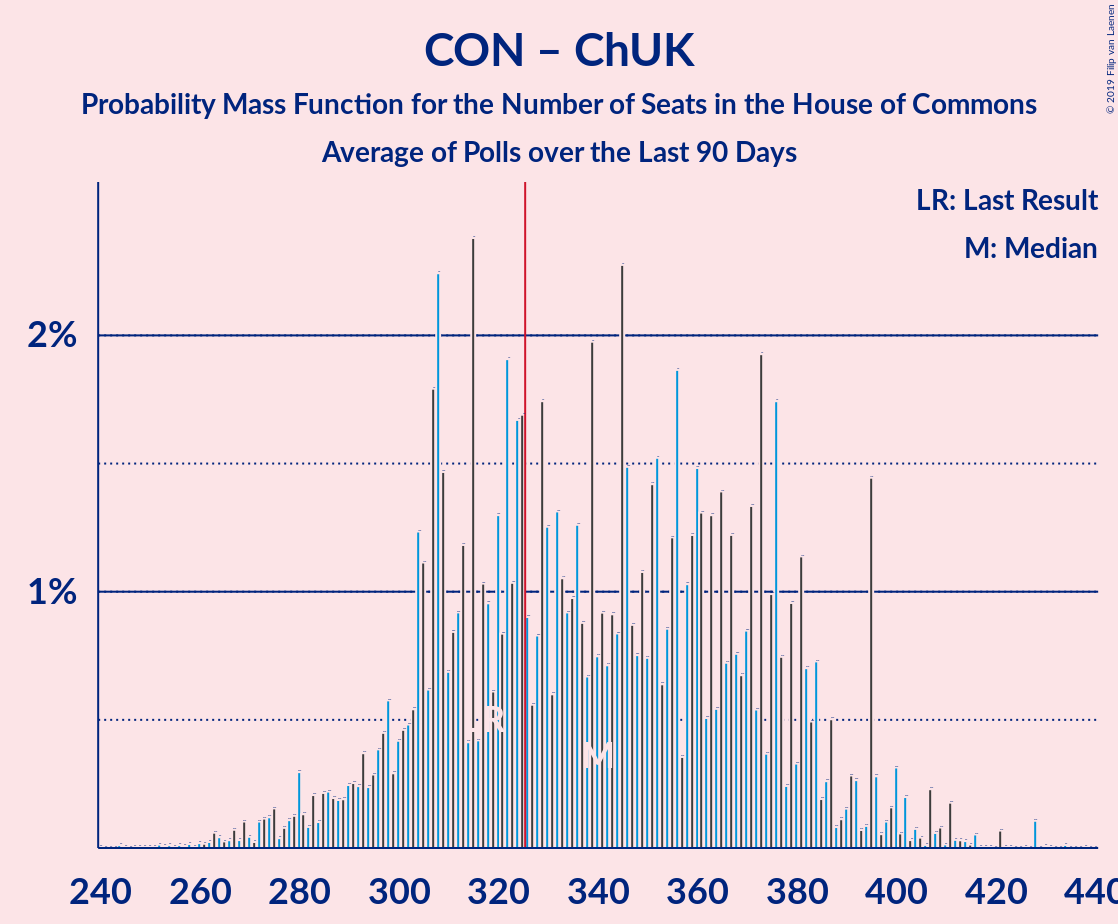 CON – ChUK
Probability Mass Function for the Number of Seats in the House of Commons
Average of Polls over the Last 90 Days
© 2019 Filip van Laenen
LR: Last Result
M: Median
2%
1%
LR
M
240 260 280 300 320 340 360 380 400 420 440